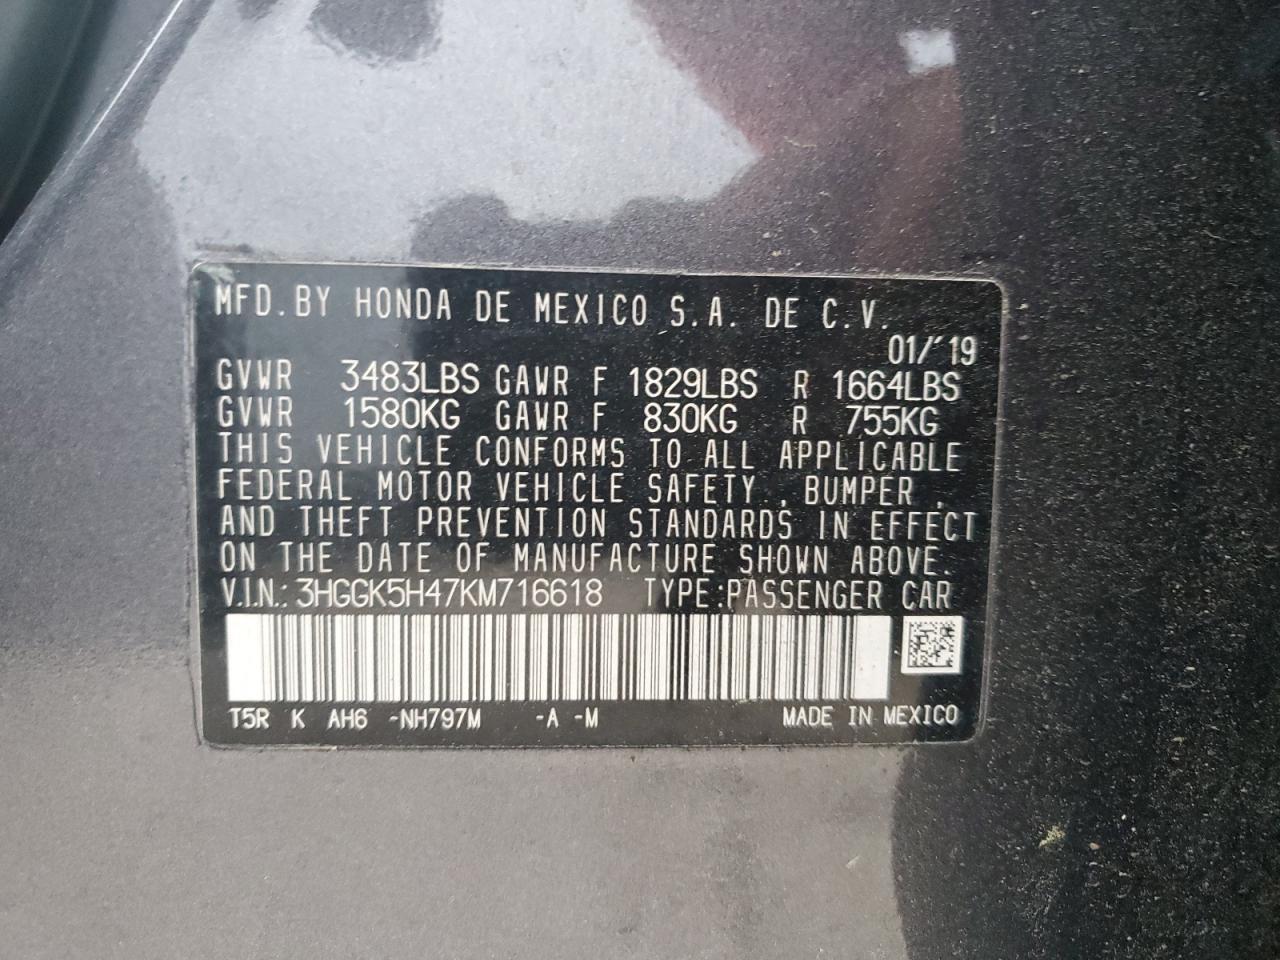 MFD. BY HONDA DE MEXICO S.A. DE C.V.
01/'19
GVWR 3483LBS GAWR F 1829LBS R 1664LBS
GVWR 1580KG GAWR F 830KG R 755KG
THIS VEHICLE CONFORMS TO ALL APPLICABLE
FEDERAL MOTOR VEHICLE SAFETY , BUMPER ,
AND THEFT PREVENTION STANDARDS IN EFFECT
ON THE DATE OF MANUFACTURE SHOWN ABOVE.
V.I.N.: 3HGGK5H47KM716618 TYPE:PASSENGER CAR
T5R K AH6 -NH797M -A -M MADE IN MEXICO